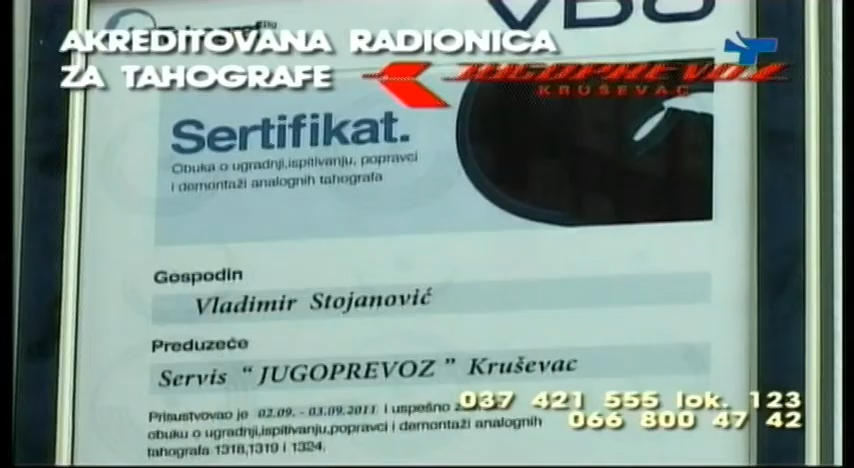 VDO
AKREDITOVANA RADIONICA
ZA TAHOGRAFE
JUGOPREVOZ
KRUŠEVAC
Sertifikat.
Obuka o ugradnji,ispitivanju, popravci
i demontaži analognih tahografa
Gospodin
Vladimir Stojanović
Preduzeće
Servis “JUGOPREVOZ” Kruševac
037 421 555 lok. 123
066 800 47 42
Prisustvovao je 02.09. - 03.09.2011 i uspešno
obuku o ugradnji,ispitivanju,popravci i demontaži analognih
tahografa 1318,1319 i 1324.